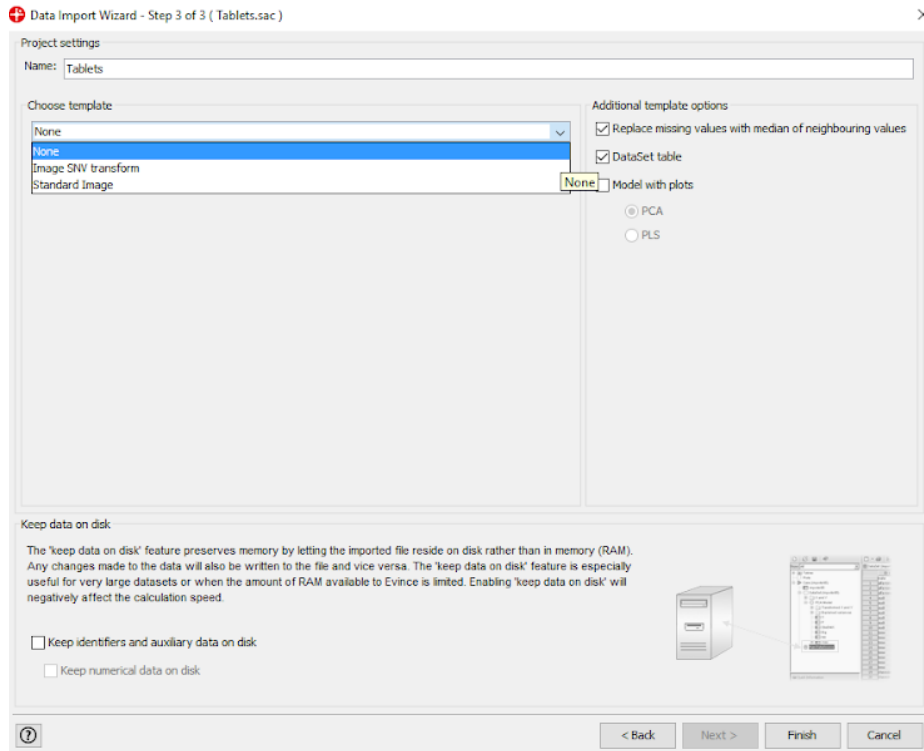 Data Import Wizard - Step 3 of 3 ( Tablets.sac )
Project settings
Name: Tablets
Choose template
None
None
Image SNV transform
Standard Image
None
Additional template options
Replace missing values with median of neighbouring values
DataSet table
Model with plots
PCA
PLS
Keep data on disk
The 'keep data on disk' feature preserves memory by letting the imported file reside on disk rather than in memory (RAM).
Any changes made to the data will also be written to the file and vice versa. The 'keep data on disk' feature is especially
useful for very large datasets or when the amount of RAM available to Evince is limited. Enabling 'keep data on disk' will
negatively affect the calculation speed.
Keep identifiers and auxiliary data on disk
Keep numerical data on disk
< Back
Next >
Finish
Cancel